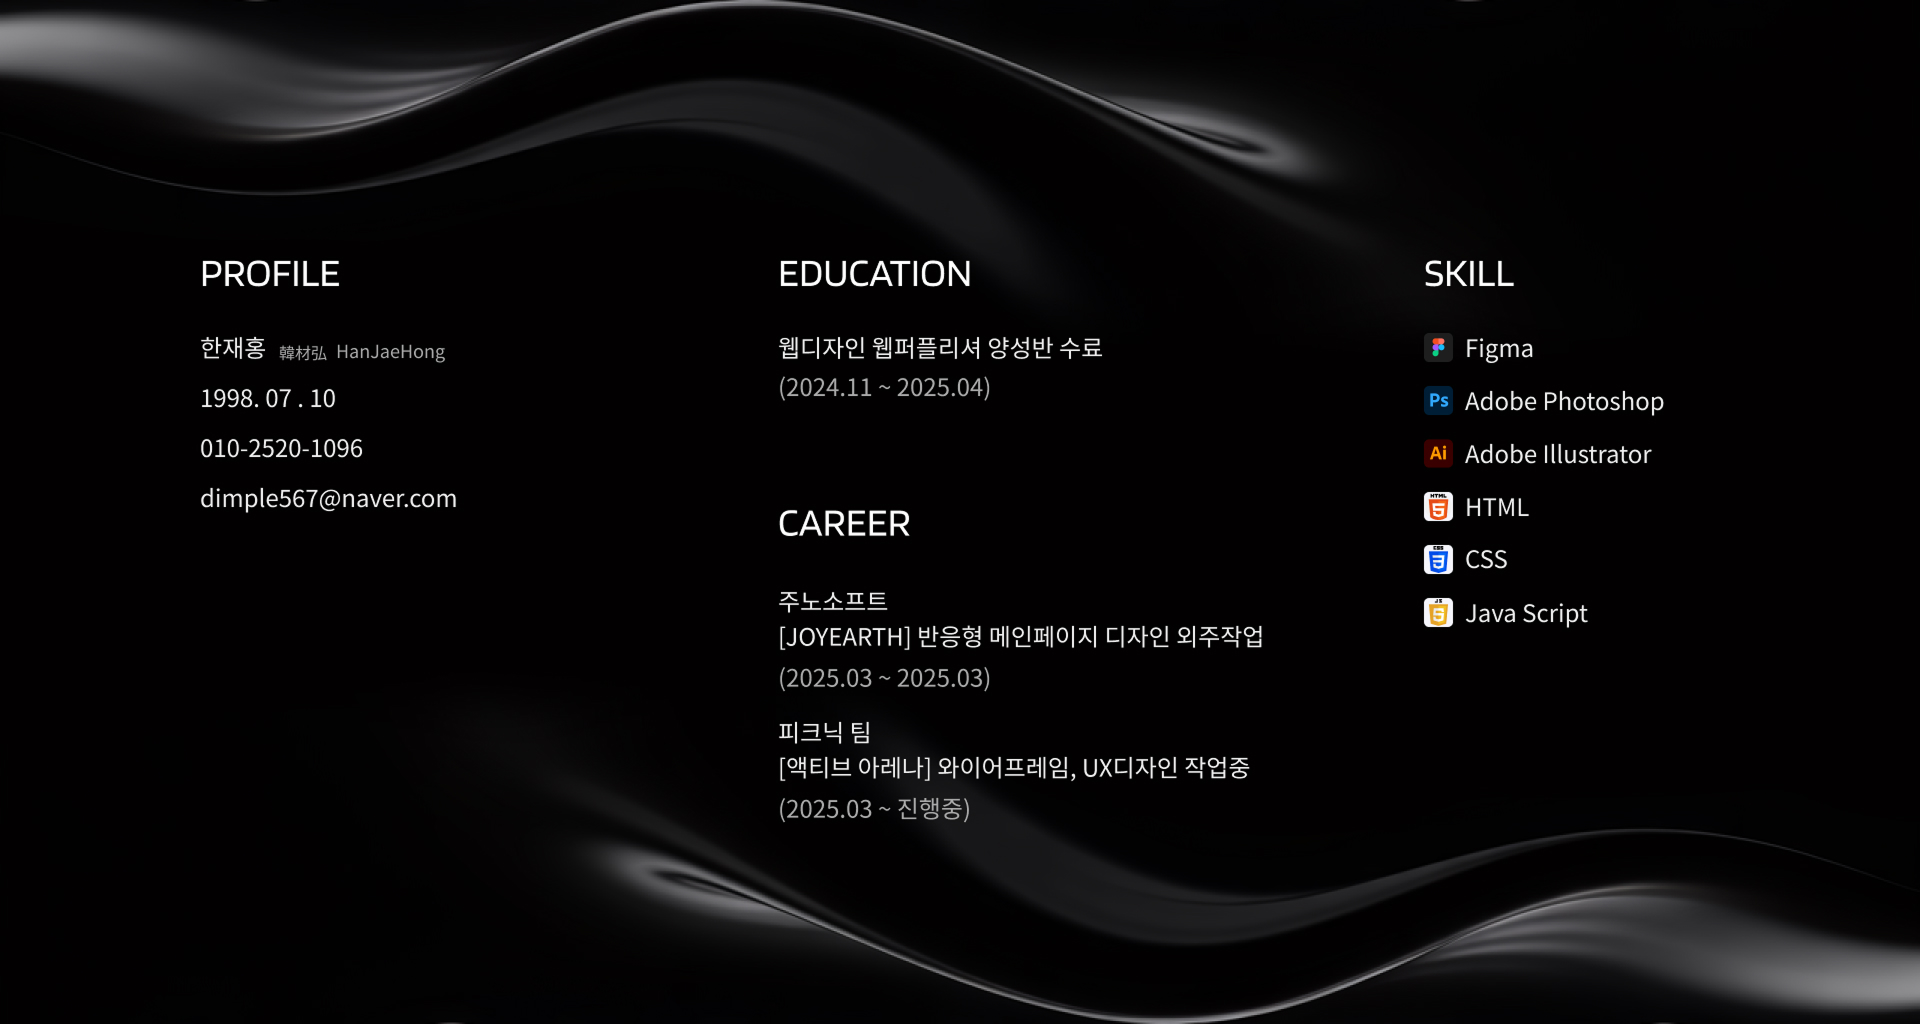 PROFILE
한재홍 韓材弘 HanJaeHong
1998. 07 . 10
010-2520-1096
dimple567@naver.com
EDUCATION
웹디자인 웹퍼플리셔 양성반 수료
(2024.11 ~ 2025.04)
CAREER
주노소프트
[JOYEARTH] 반응형 메인페이지 디자인 외주작업
(2025.03 ~ 2025.03)
피크닉 팀
[액티브 아레나] 와이어프레임, UX디자인 작업중
(2025.03 ~ 진행중)
SKILL
Figma
Ps Adobe Photoshop
Ai Adobe Illustrator
HTML 5 HTML
CSS 3 CSS
JS Java Script